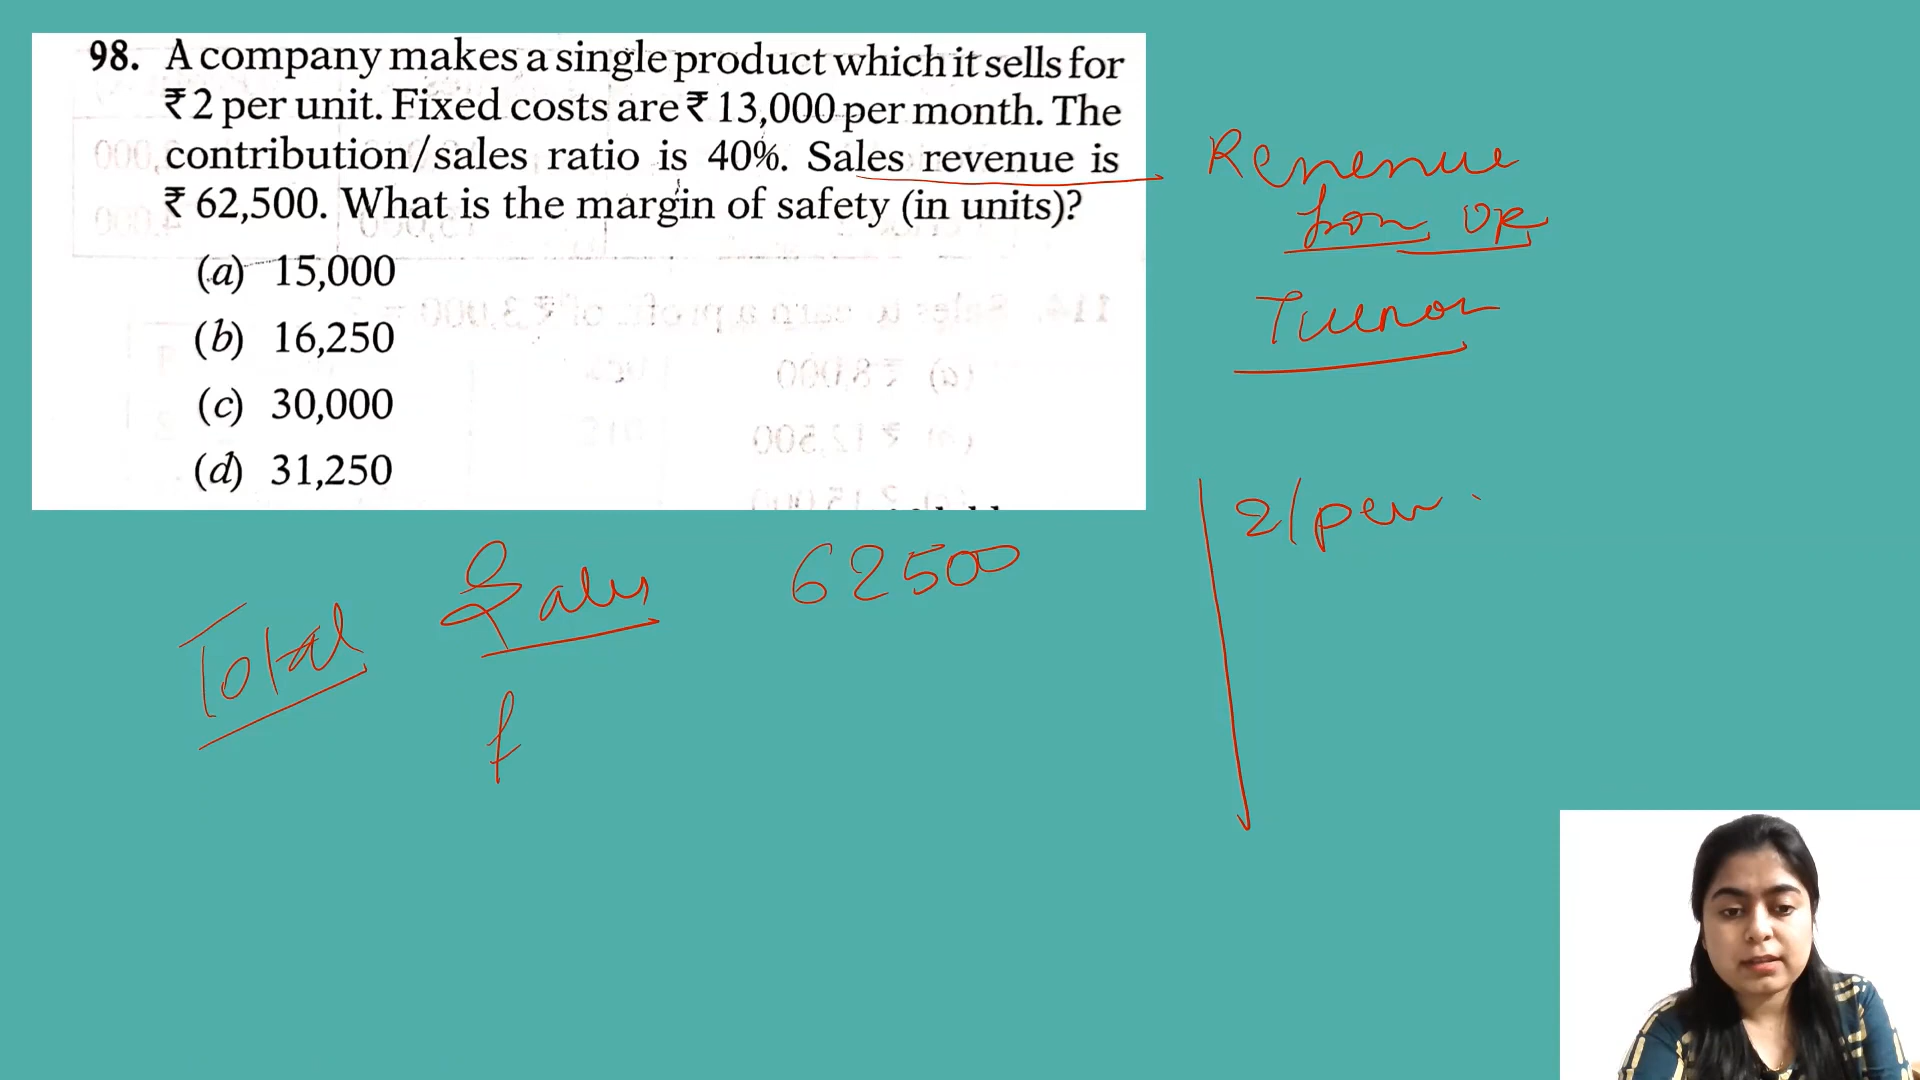 98. A company makes a single product which it sells for
₹ 2 per unit. Fixed costs are ₹ 13,000 per month. The
contribution/sales ratio is 40%. Sales revenue is
₹ 62,500. What is the margin of safety (in units)?
(a) 15,000
(b) 16,250
(c) 30,000
(d) 31,250
Revenue
from OP
2/per
Total Sales 62500
f